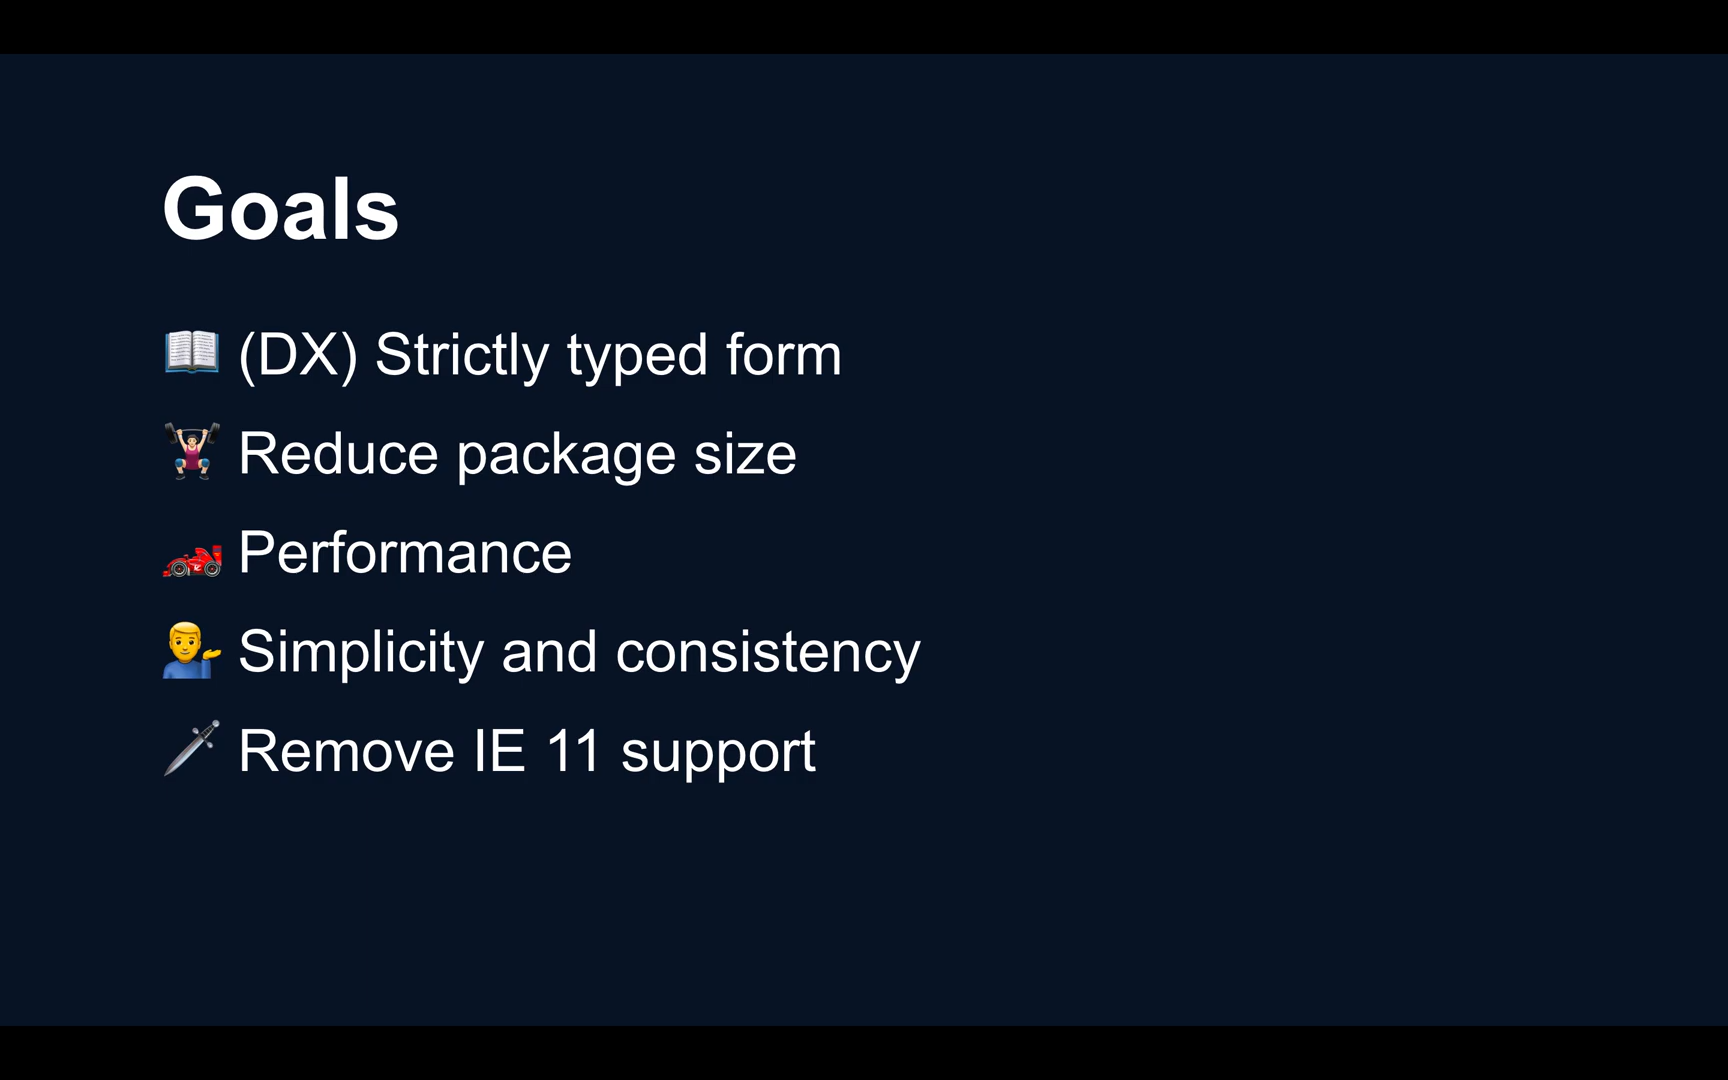 Goals
📖 (DX) Strictly typed form
🏋🏻‍♀️ Reduce package size
🏎️ Performance
💁‍♂️ Simplicity and consistency
🗡️ Remove IE 11 support